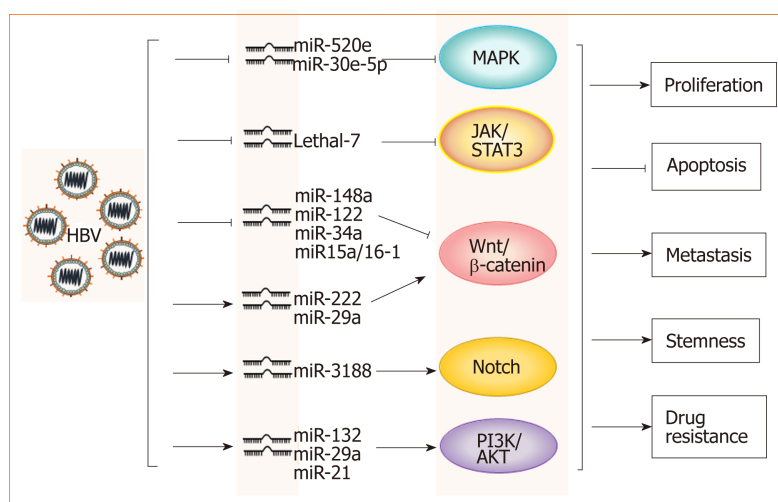 HBV
miR-520e
miR-30e-5p
Lethal-7
miR-148a
miR-122
miR-34a
miR15a/16-1
miR-222
miR-29a
miR-3188
miR-132
miR-29a
miR-21
MAPK
JAK/
STAT3
Wnt/
β-catenin
Notch
PI3K/
AKT
Proliferation
Apoptosis
Metastasis
Stemness
Drug
resistance